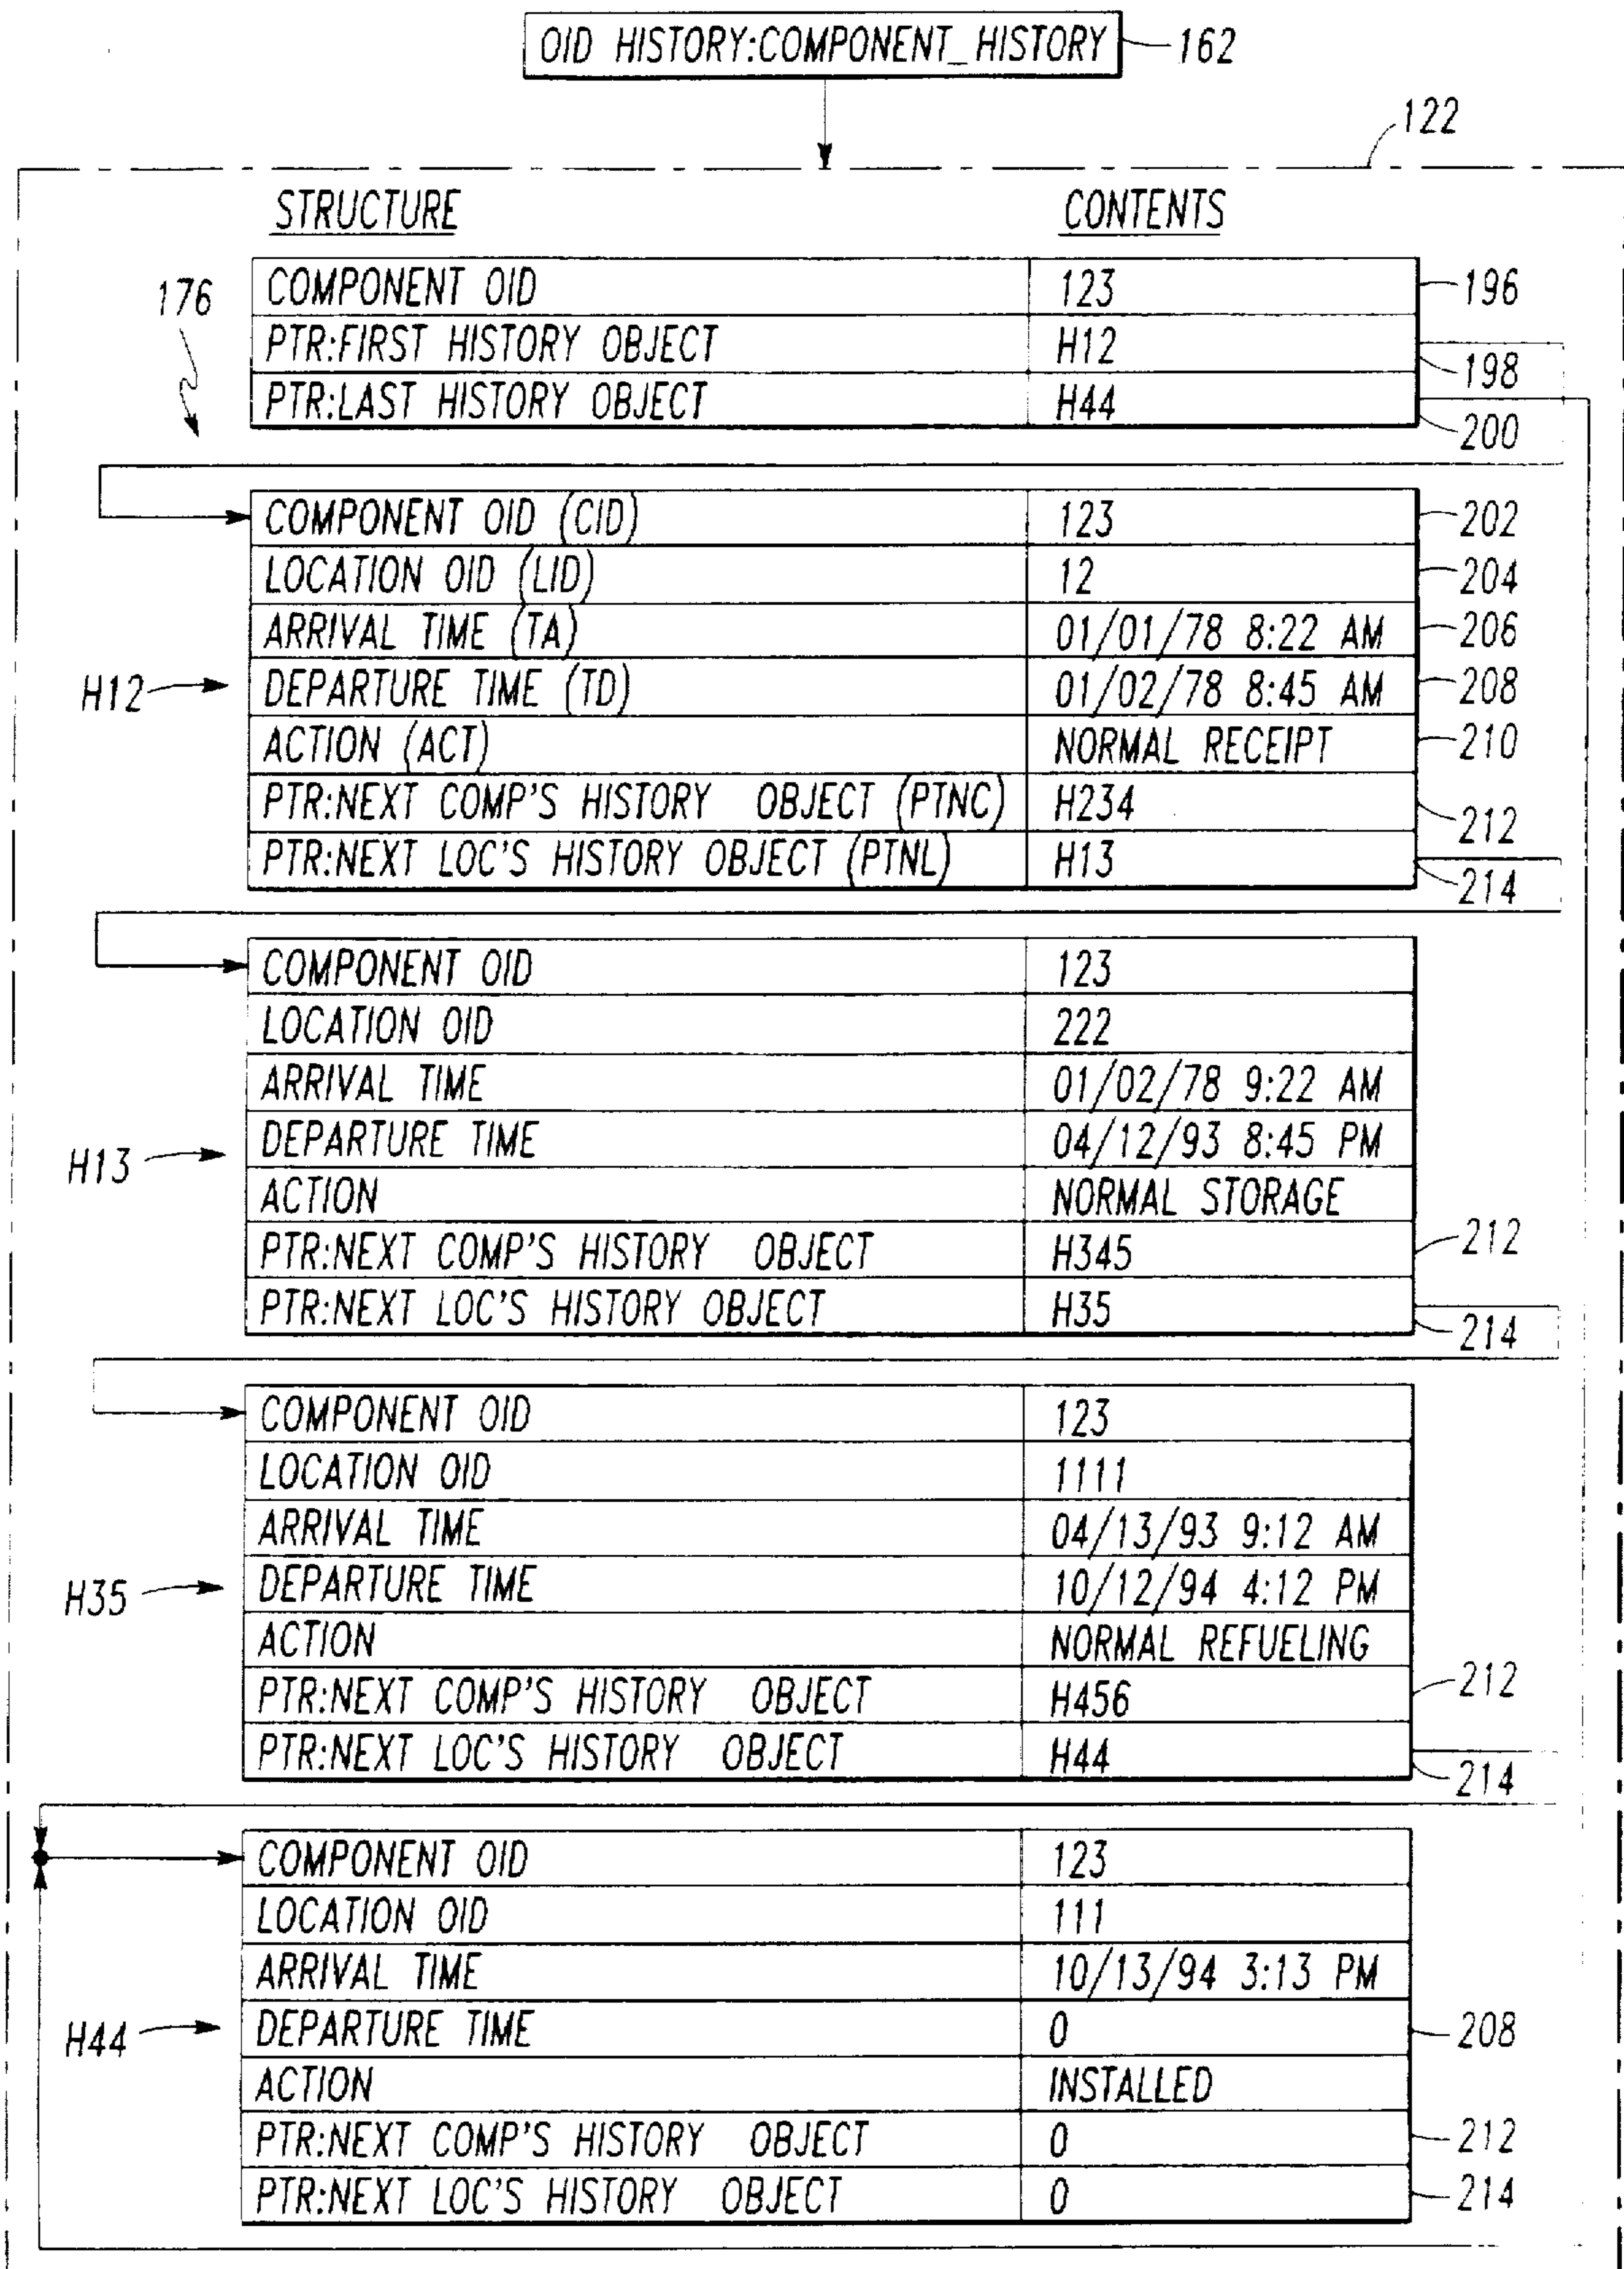 OID HISTORY:COMPONENT_HISTORY 162
122
STRUCTURE CONTENTS
176
COMPONENT OID 123 196
PTR:FIRST HISTORY OBJECT H12 198
PTR:LAST HISTORY OBJECT H44 200
COMPONENT OID (CID) 123 202
LOCATION OID (LID) 12 204
ARRIVAL TIME (TA) 01/01/78 8:22 AM 206
H12 DEPARTURE TIME (TD) 01/02/78 8:45 AM 208
ACTION (ACT) NORMAL RECEIPT 210
PTR:NEXT COMP'S HISTORY OBJECT (PTNC) H234 212
PTR:NEXT LOC'S HISTORY OBJECT (PTNL) H13 214
COMPONENT OID 123
LOCATION OID 222
ARRIVAL TIME 01/02/78 9:22 AM
H13 DEPARTURE TIME 04/12/93 8:45 PM
ACTION NORMAL STORAGE
PTR:NEXT COMP'S HISTORY OBJECT H345 212
PTR:NEXT LOC'S HISTORY OBJECT H35 214
COMPONENT OID 123
LOCATION OID 1111
ARRIVAL TIME 04/13/93 9:12 AM
H35 DEPARTURE TIME 10/12/94 4:12 PM
ACTION NORMAL REFUELING
PTR:NEXT COMP'S HISTORY OBJECT H456 212
PTR:NEXT LOC'S HISTORY OBJECT H44 214
COMPONENT OID 123
LOCATION OID 111
ARRIVAL TIME 10/13/94 3:13 PM
H44 DEPARTURE TIME 0 208
ACTION INSTALLED
PTR:NEXT COMP'S HISTORY OBJECT 0 212
PTR:NEXT LOC'S HISTORY OBJECT 0 214